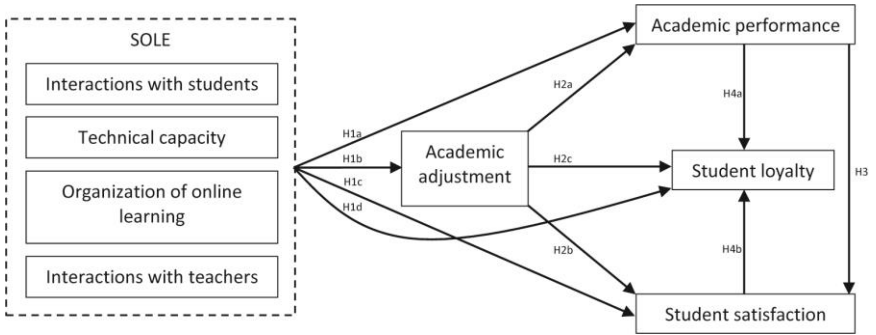 SOLE
Interactions with students
Technical capacity
Organization of online
learning
Interactions with teachers
H1a
H1b
H1c
H1d
Academic
adjustment
H2a
H2c
H2b
Academic performance
H4a
Student loyalty
H3
H4b
Student satisfaction